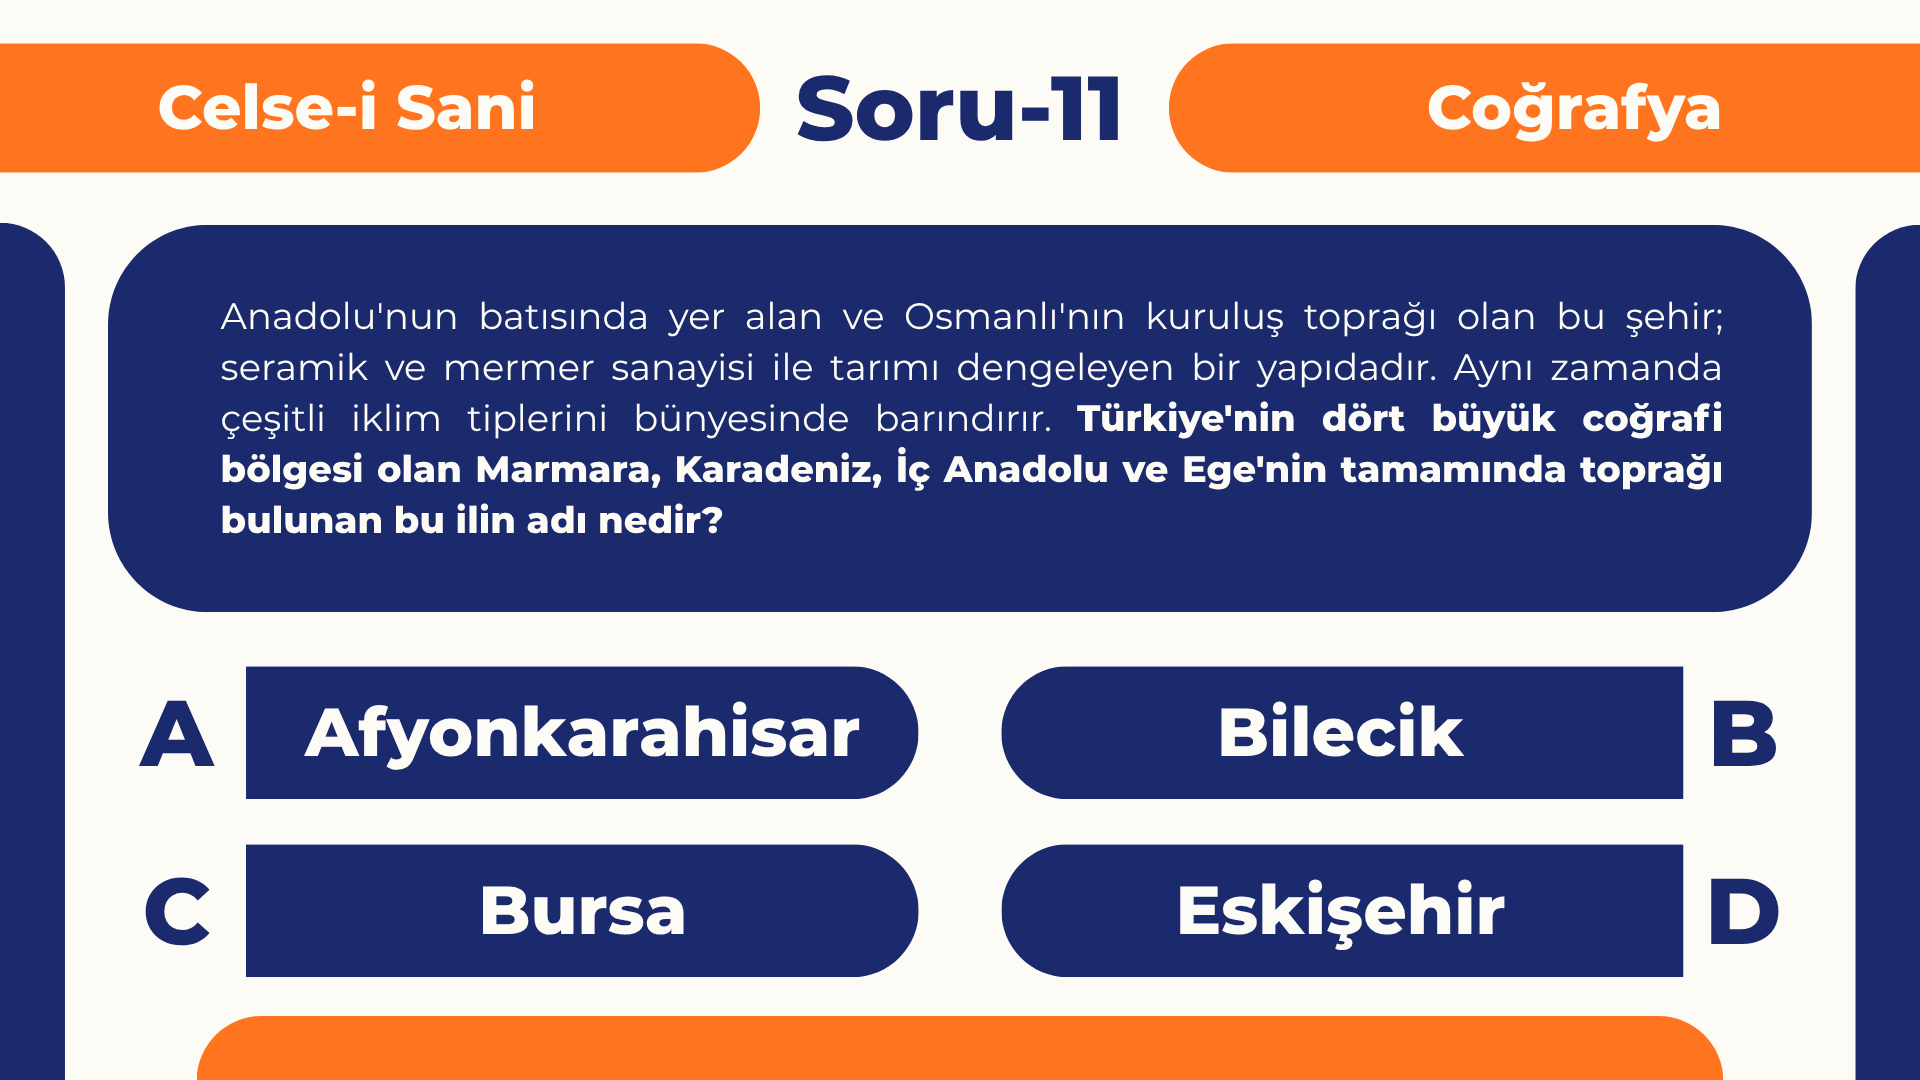 Celse-i Sani
Soru-11
Coğrafya
Anadolu'nun batısında yer alan ve Osmanlı'nın kuruluş toprağı olan bu şehir;
seramik ve mermer sanayisi ile tarımı dengeleyen bir yapıdadır. Aynı zamanda
çeşitli iklim tiplerini bünyesinde barındırır. Türkiye'nin dört büyük coğrafi
bölgesi olan Marmara, Karadeniz, İç Anadolu ve Ege'nin tamamında toprağı
bulunan bu ilin adı nedir?
A Afyonkarahisar
Bilecik B
C Bursa
Eskişehir D